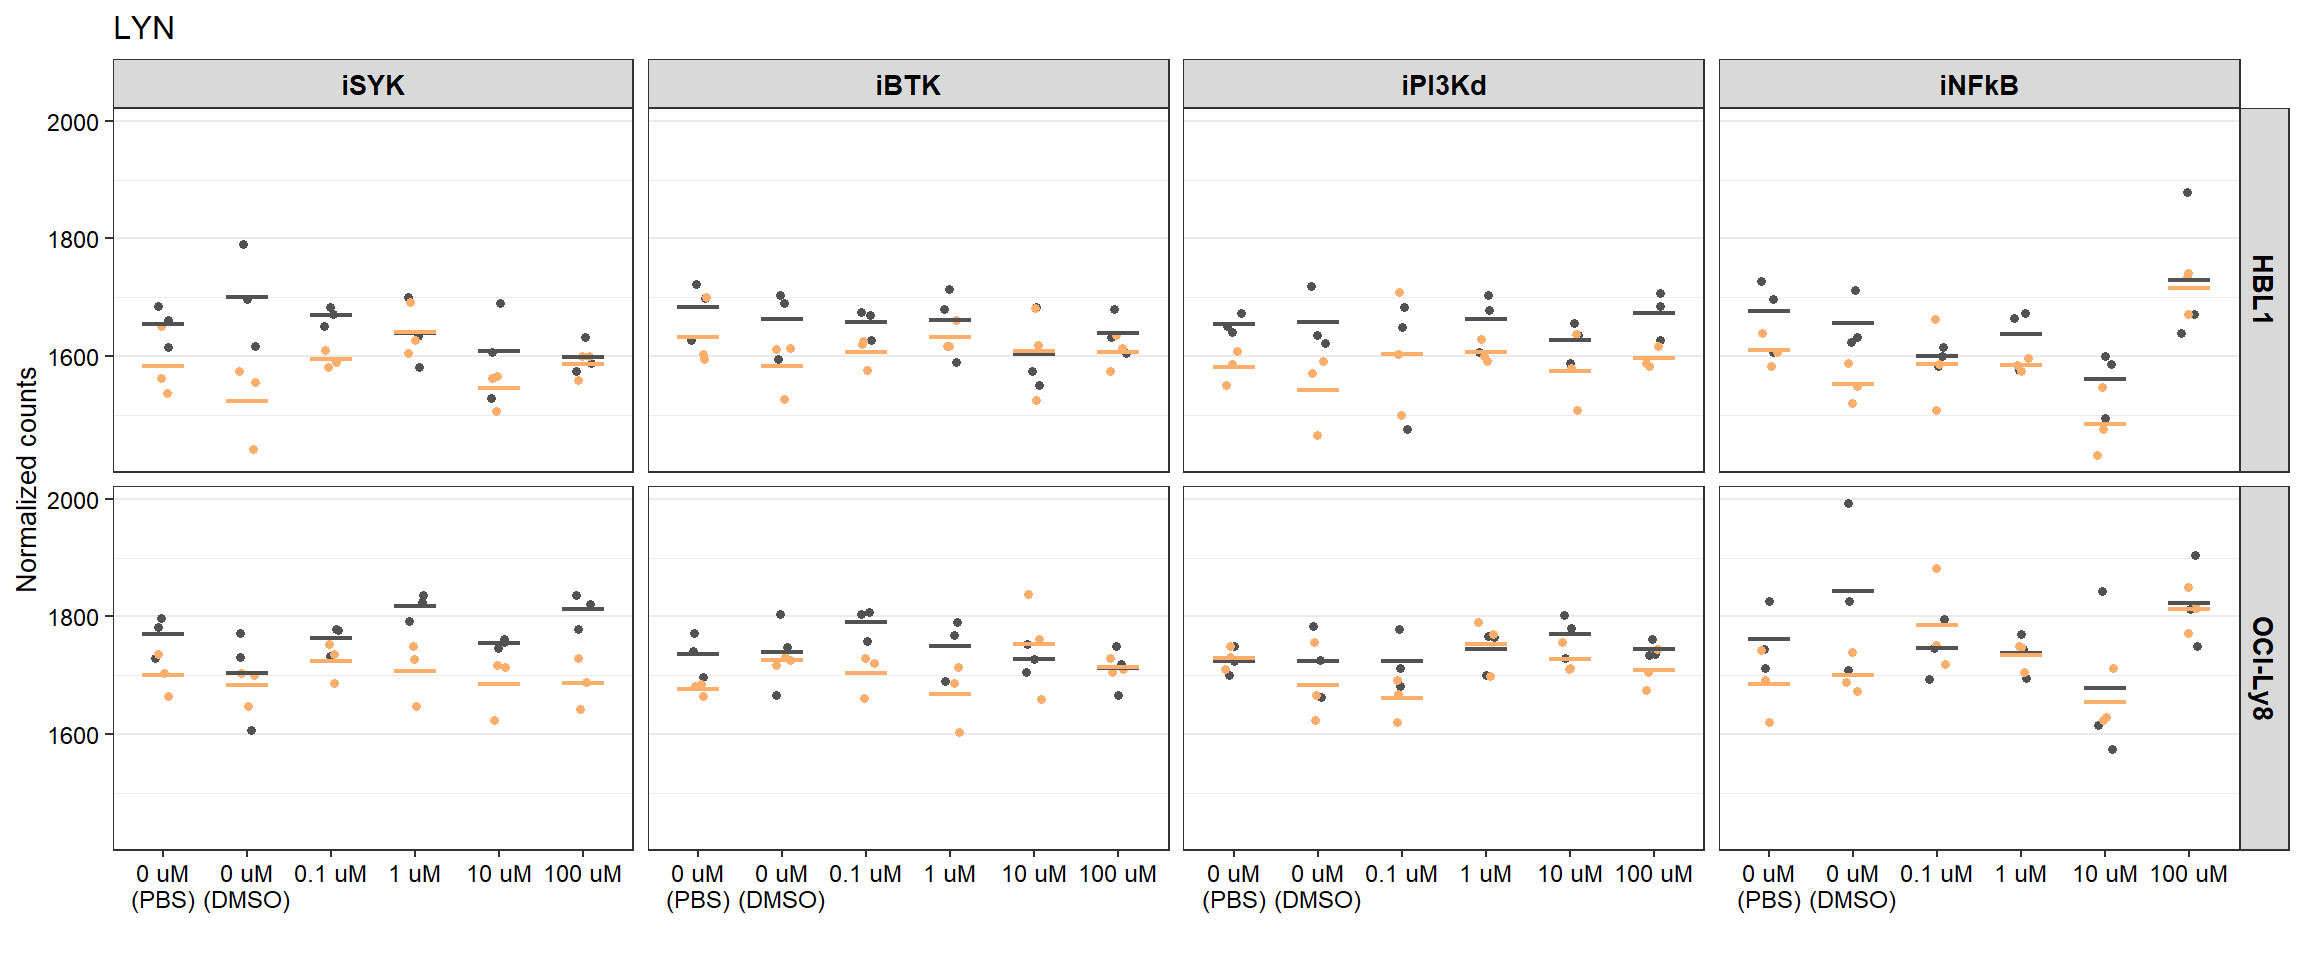 LYN
iSYK iBTK iPI3Kd iNFkB
2000
1800
1600
HBL1
Normalized counts
2000
1800
1600
OCI-Ly8
0 uM 0 uM 0.1 uM 1 uM 10 uM 100 uM 0 uM 0 uM 0.1 uM 1 uM 10 uM 100 uM 0 uM 0 uM 0.1 uM 1 uM 10 uM 100 uM 0 uM 0 uM 0.1 uM 1 uM 10 uM 100 uM
(PBS) (DMSO) (PBS) (DMSO) (PBS) (DMSO) (PBS) (DMSO)